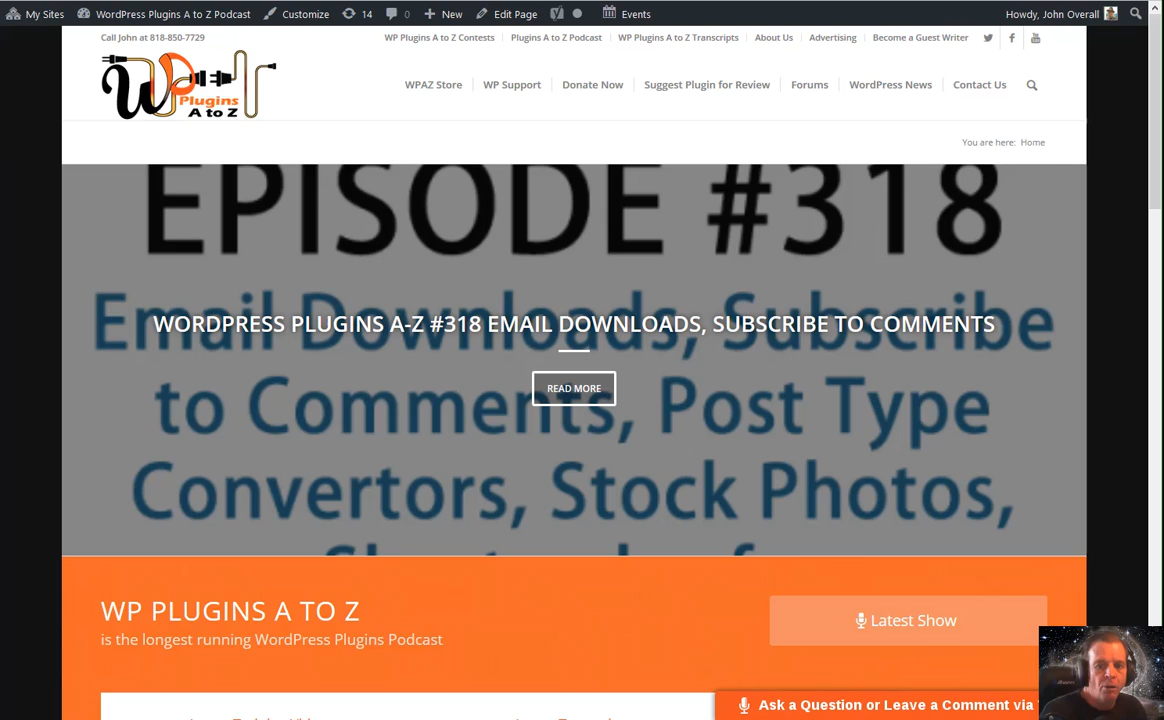 My Sites WordPress Plugins A to Z Podcast Customize 14 0 New Edit Page Events Howdy, John Overall
Call John at 818-850-7729 WP Plugins A to Z Contests Plugins A to Z Podcast WP Plugins A to Z Transcripts About Us Advertising Become a Guest Writer
WP Plugins A to Z
WPAZ Store WP Support Donate Now Suggest Plugin for Review Forums WordPress News Contact Us
You are here: Home
EPISODE #318
Email Downloads, Subscribe
WORDPRESS PLUGINS A-Z #318 EMAIL DOWNLOADS, SUBSCRIBE TO COMMENTS
READ MORE
to Comments, Post Type
Convertors, Stock Photos,
WP PLUGINS A TO Z
is the longest running WordPress Plugins Podcast
Latest Show
Ask a Question or Leave a Comment via